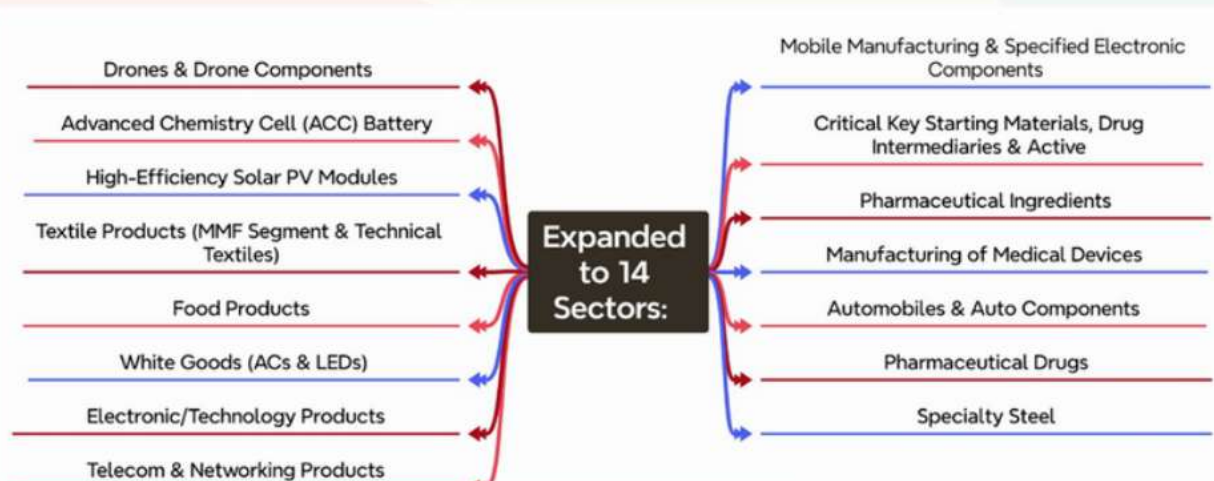 Expanded
to 14
Sectors:
Mobile Manufacturing & Specified Electronic
Components
Critical Key Starting Materials, Drug
Intermediaries & Active
Pharmaceutical Ingredients
Manufacturing of Medical Devices
Automobiles & Auto Components
Pharmaceutical Drugs
Specialty Steel
Drones & Drone Components
Advanced Chemistry Cell (ACC) Battery
High-Efficiency Solar PV Modules
Textile Products (MMF Segment & Technical
Textiles)
Food Products
White Goods (ACs & LEDs)
Electronic/Technology Products
Telecom & Networking Products